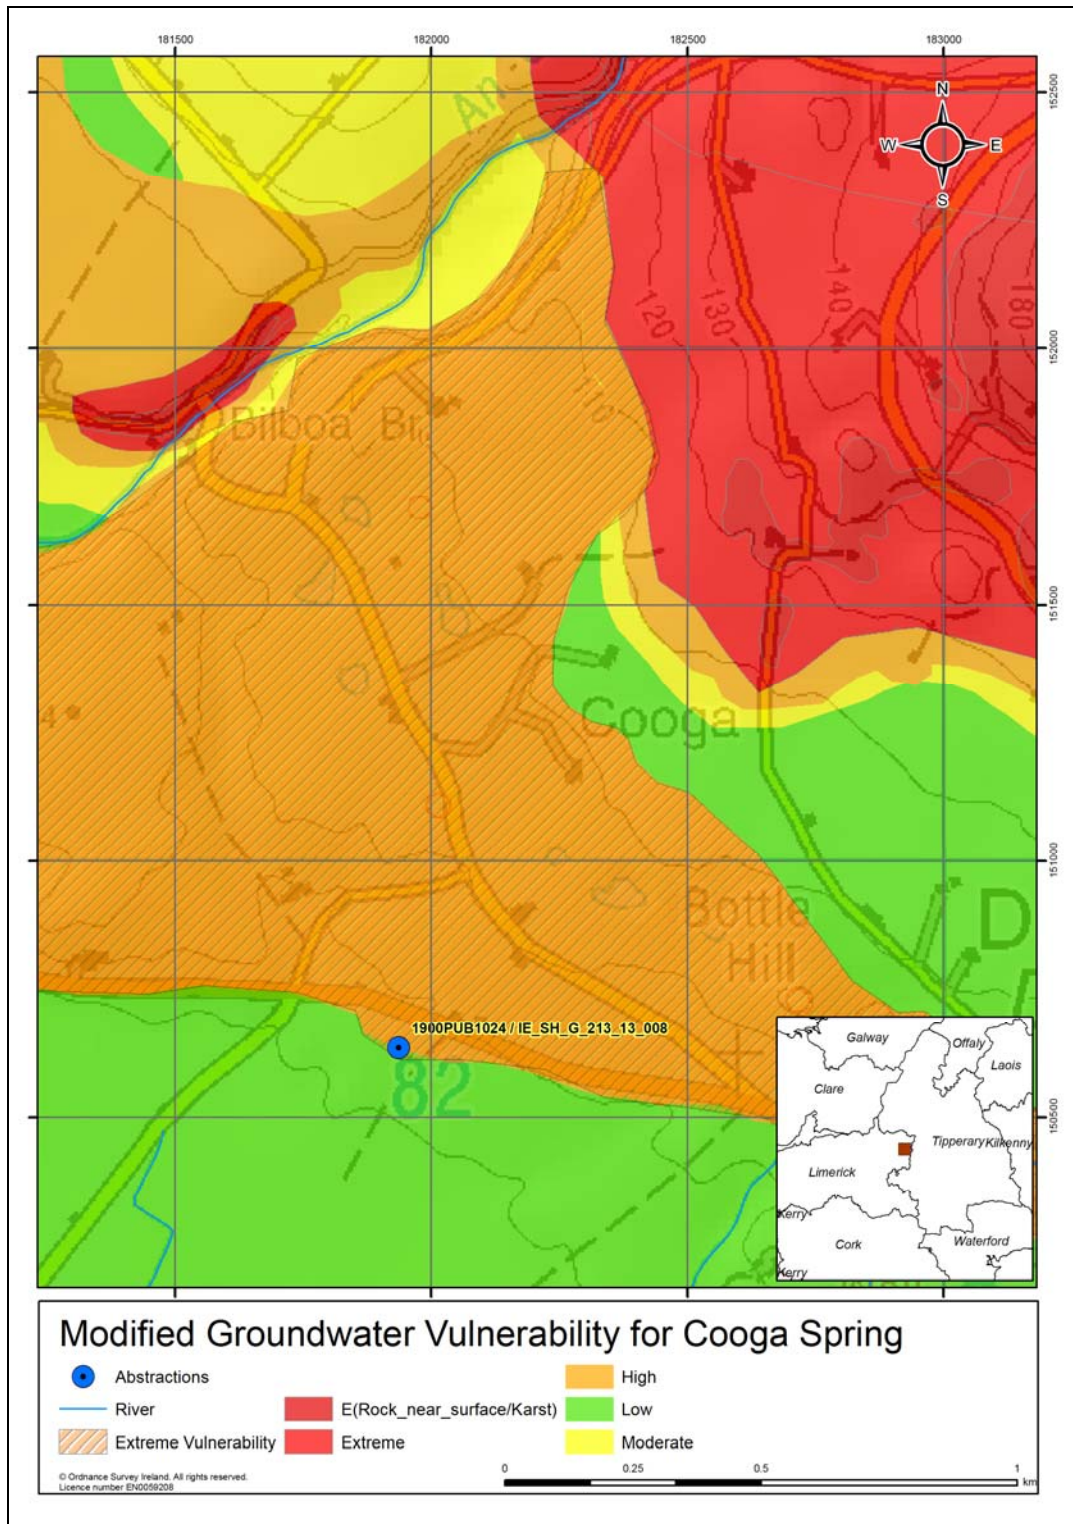 181500
182000
182500
183000
An
N
152500
W
E
S
120
130
140
180
152000
110
Bilboa Br.
151500
4
Cooga
151000
Bottle
Hill
D
1900PUB1024 / IE_SH_G_213_13_008
82
150500
Galway
Offaly
Laois
Clare
Tipperary
Kilkenny
Limerick
Kerry
Cork
Waterford
Kerry
Modified Groundwater Vulnerability for Cooga Spring
Abstractions
High
River
E(Rock_near_surface/Karst)
Low
Extreme Vulnerability
Extreme
Moderate
© Ordnance Survey Ireland. All rights reserved.
Licence number EN0059208
0
0.25
0.5
1
km